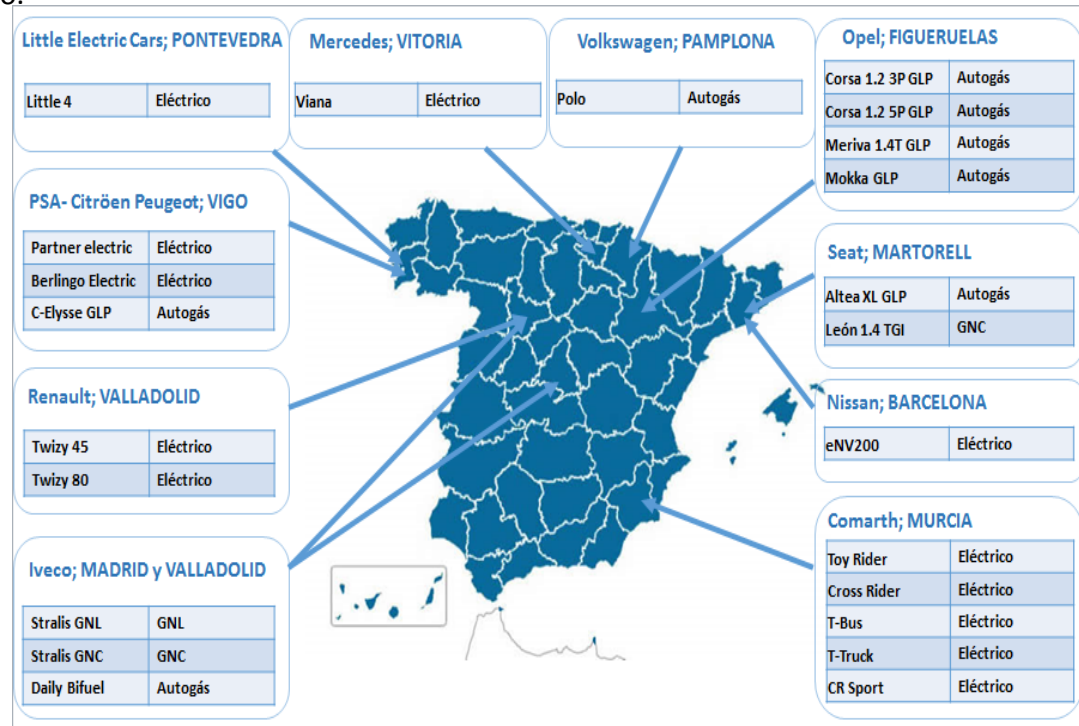 o.
Little Electric Cars; PONTEVEDRA
Little 4 Eléctrico
Mercedes; VITORIA
Viana Eléctrico
Volkswagen; PAMPLONA
Polo Autogás
Opel; FIGUERUELAS
Corsa 1.2 3P GLP Autogás
Corsa 1.2 5P GLP Autogás
Meriva 1.4T GLP Autogás
Mokka GLP Autogás
PSA- Citröen Peugeot; VIGO
Partner electric Eléctrico
Berlingo Electric Eléctrico
C-Elysse GLP Autogás
Seat; MARTORELL
Altea XL GLP Autogás
León 1.4 TGI GNC
Renault; VALLADOLID
Twizy 45 Eléctrico
Twizy 80 Eléctrico
Nissan; BARCELONA
eNV200 Eléctrico
Iveco; MADRID y VALLADOLID
Stralis GNL GNL
Stralis GNC GNC
Daily Bifuel Autogás
Comarth; MURCIA
Toy Rider Eléctrico
Cross Rider Eléctrico
T-Bus Eléctrico
T-Truck Eléctrico
CR Sport Eléctrico